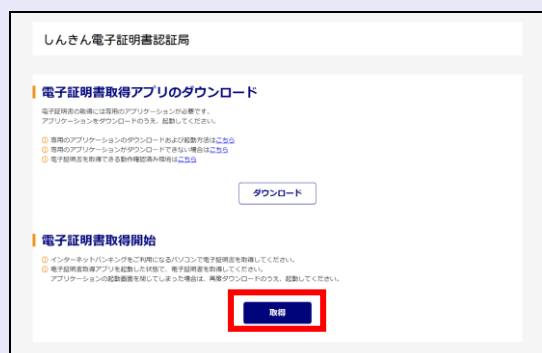 しんきん電子証明書認証局
電子証明書取得アプリのダウンロード
電子証明書の取得には専用のアプリケーションが必要です。
アプリケーションをダウンロードのうえ、起動してください。
専用のアプリケーションのダウンロードおよび起動方法はこちら
専用のアプリケーションがダウンロードできない場合はこちら
電子証明書を取得できる動作確認済み環境はこちら
ダウンロード
電子証明書取得開始
インターネットバンキングをご利用になるパソコンで電子証明書を取得してください。
電子証明書取得アプリを起動した状態で、電子証明書を取得してください。
アプリケーションの起動画面を閉じてしまった場合は、再度ダウンロードのうえ、起動してください。
取得